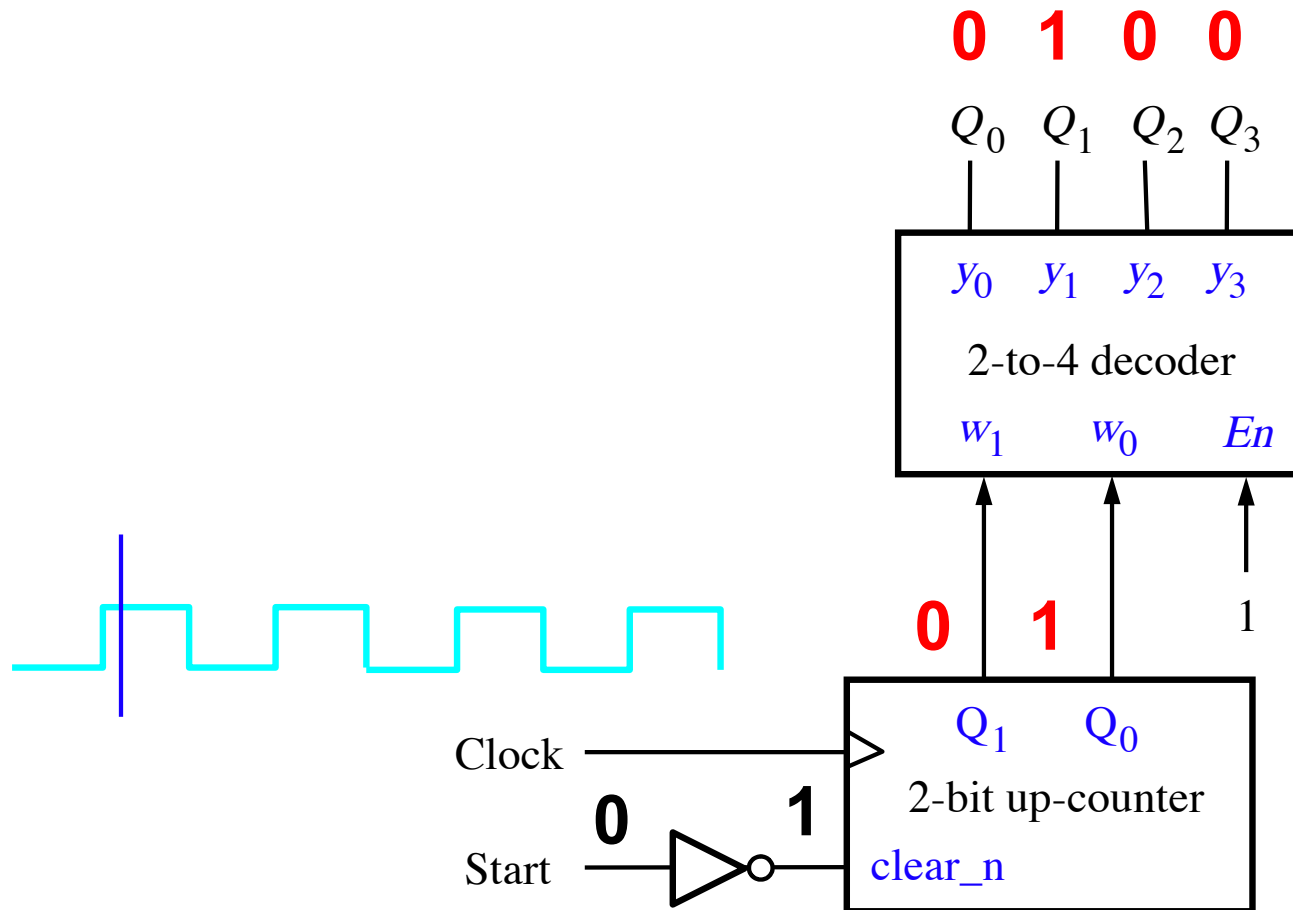 0 1 0 0
Q0 Q1 Q2 Q3
y0 y1 y2 y3
2-to-4 decoder
w1 w0 En
0 1 1
Q1 Q0
Clock
2-bit up-counter
0 1
Start
clear_n